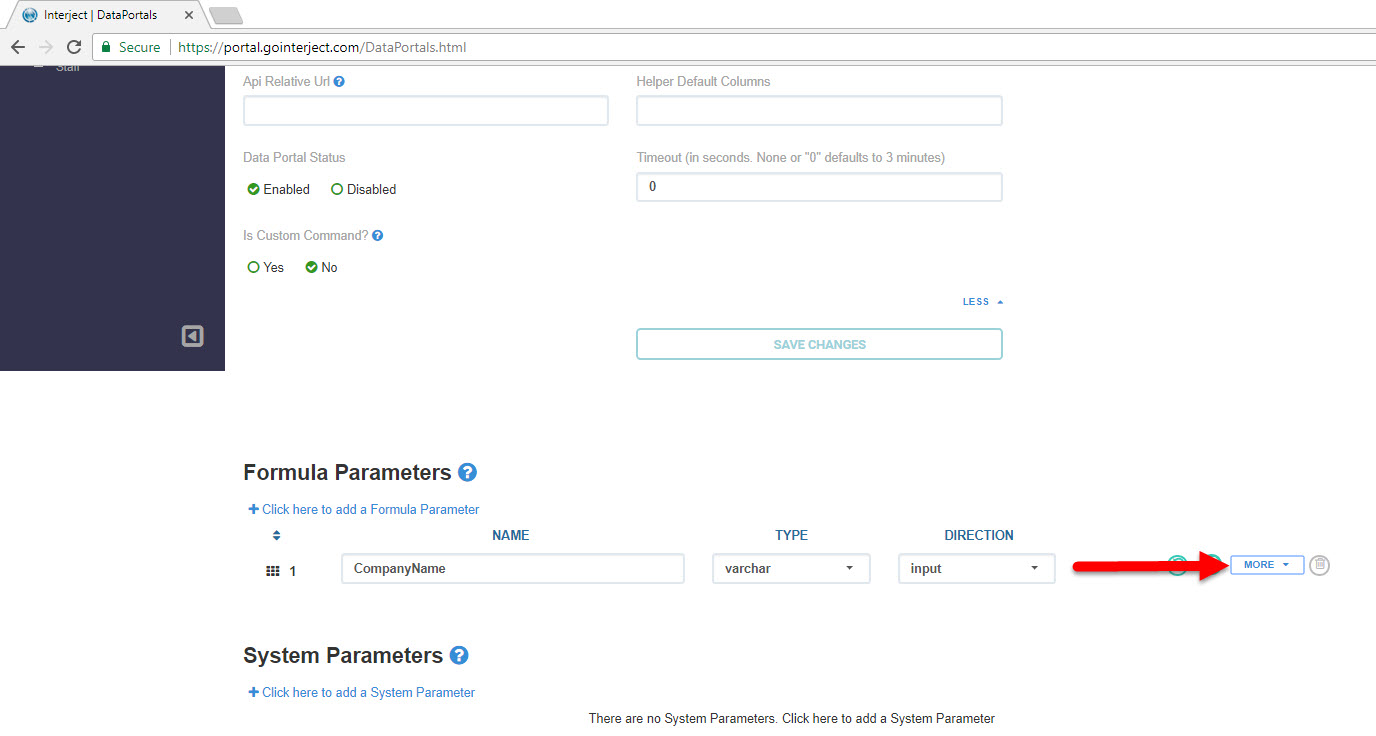 Interject | DataPortals
Secure https://portal.gointerject.com/DataPortals.html
Staff
Api Relative Url ?
Helper Default Columns
Data Portal Status
Timeout (in seconds. None or "0" defaults to 3 minutes)
Enabled Disabled
0
Is Custom Command? ?
Yes No
LESS
SAVE CHANGES
Formula Parameters ?
+ Click here to add a Formula Parameter
NAME TYPE DIRECTION
1 CompanyName varchar input MORE
System Parameters ?
+ Click here to add a System Parameter
There are no System Parameters. Click here to add a System Parameter